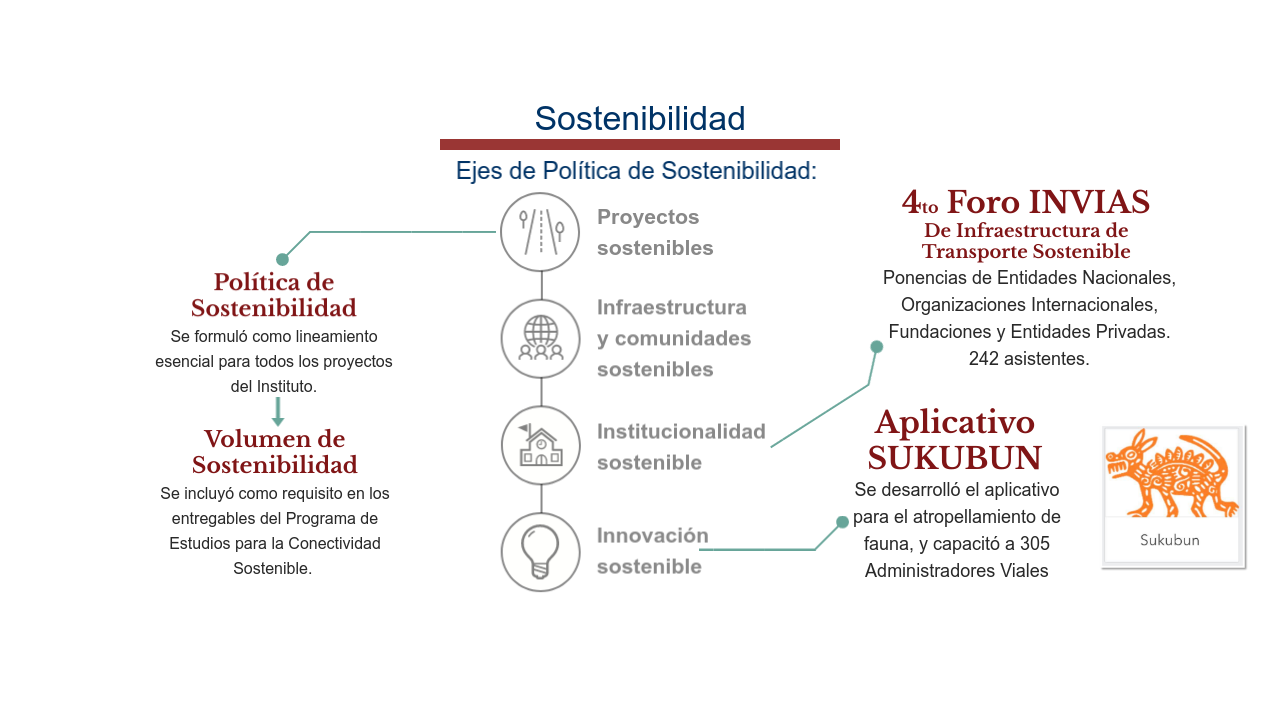 Sostenibilidad
Ejes de Política de Sostenibilidad:
Proyectos
sostenibles
Infraestructura
y comunidades
sostenibles
Institucionalidad
sostenible
Innovación
sostenible
Política de
Sostenibilidad
Se formuló como lineamiento
esencial para todos los proyectos
del Instituto.
Volumen de
Sostenibilidad
Se incluyó como requisito en los
entregables del Programa de
Estudios para la Conectividad
Sostenible.
4to Foro INVIAS
De Infraestructura de
Transporte Sostenible
Ponencias de Entidades Nacionales,
Organizaciones Internacionales,
Fundaciones y Entidades Privadas.
242 asistentes.
Aplicativo
SUKUBUN
Se desarrolló el aplicativo
para el atropellamiento de
fauna, y capacitó a 305
Administradores Viales
Sukubun